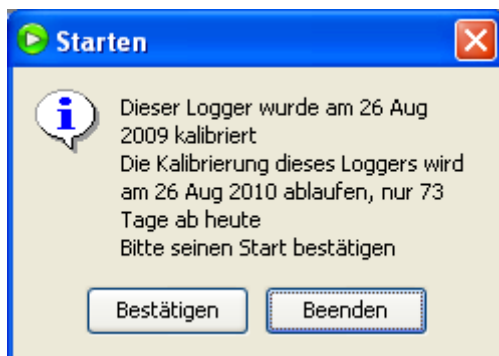 Starten
Dieser Logger wurde am 26 Aug
2009 kalibriert
Die Kalibrierung dieses Loggers wird
am 26 Aug 2010 ablaufen, nur 73
Tage ab heute
Bitte seinen Start bestätigen
Bestätigen Beenden